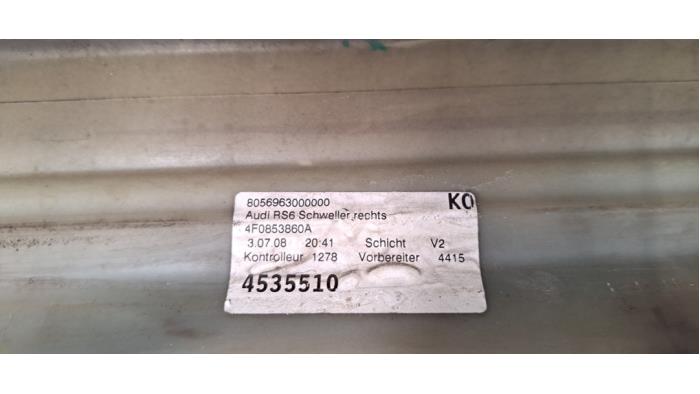 8056963000000 KO
Audi RS6 Schweller rechts
4F0853860A
3.07.08 20:41 Schicht V2
Kontrolleur 1278 Vorbereiter 4415
4535510